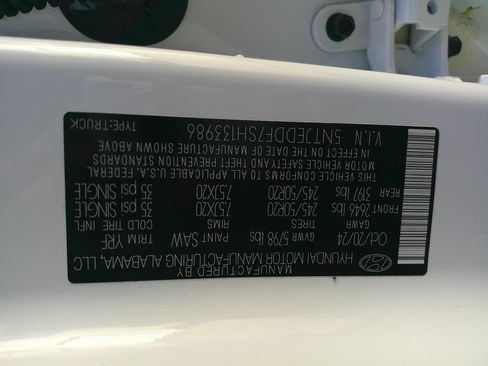 MANUFACTURED BY
HYUNDAI MOTOR MANUFACTURING ALABAMA, LLC
Oct/20/24 GVWR 5798 lbs PAINT SAW TRIM YRF
GAWR TIRES RIMS COLD TIRE INFL
FRONT 2646 lbs 245/50R20 7.5JX20 35 psi SINGLE
REAR 3197 lbs 245/50R20 7.5JX20 35 psi SINGLE
THIS VEHICLE CONFORMS TO ALL APPLICABLE U.S.A. FEDERAL
MOTOR VEHICLE SAFETY AND THEFT PREVENTION STANDARDS
IN EFFECT ON THE DATE OF MANUFACTURE SHOWN ABOVE
V.I.N. 5NTJEDDF7SH133986 TYPE:TRUCK